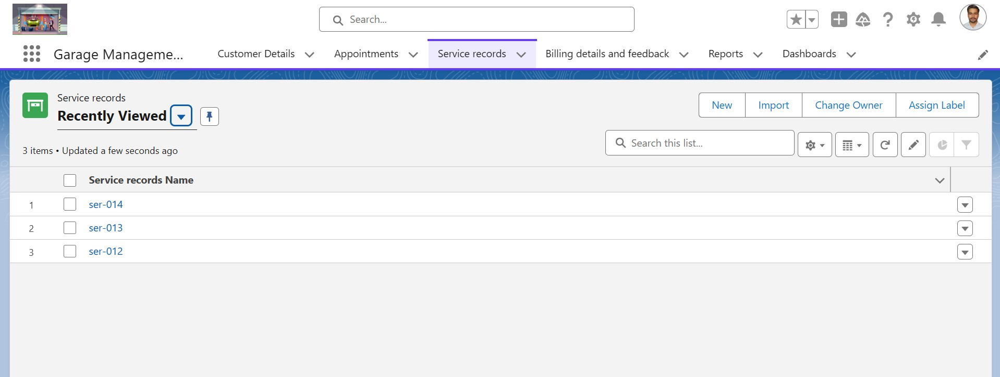 Search...
Garage Manageme...
Customer Details
Appointments
Service records
Billing details and feedback
Reports
Dashboards
Service records
Recently Viewed
New
Import
Change Owner
Assign Label
3 items • Updated a few seconds ago
Search this list...
Service records Name
1 ser-014
2 ser-013
3 ser-012